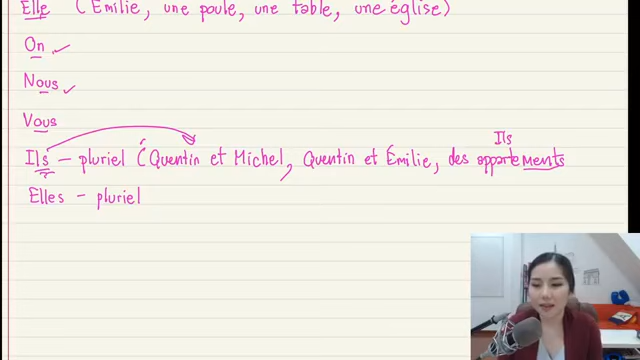 Elle (Émilie, une poule, une table, une église)
On
Nous
Vous
Ils
Ils – pluriel (Quentin et Michel, Quentin et Émilie, des appartements
Elles – pluriel